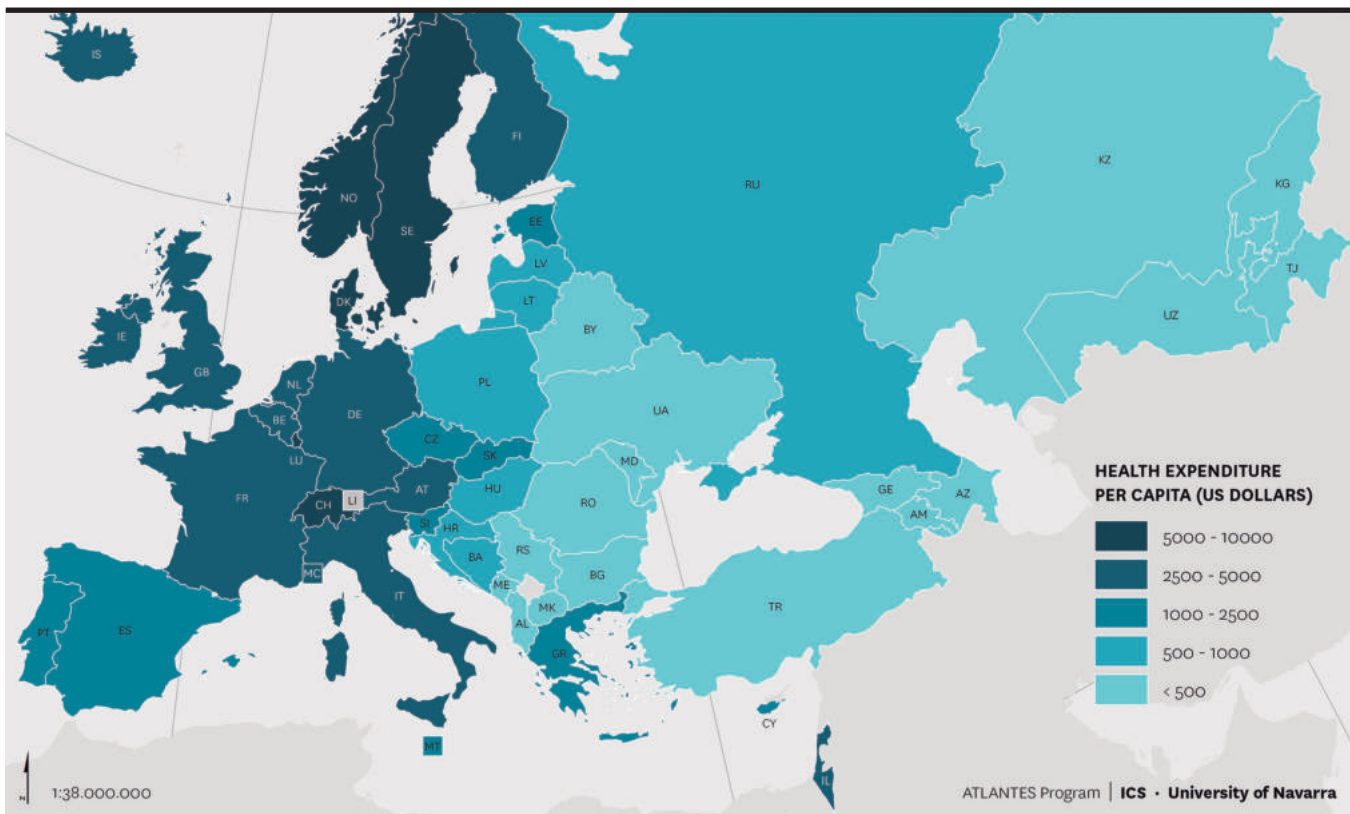 IS
FI
NO
SE
RU
KZ
KG
EE
LV
TJ
DK
LT
UZ
BY
IE
GB
NL
PL
BE
DE
UA
CZ
LU
SK
MD
FR
AT
HU
CH
LI
RO
GE
AZ
AM
SI
HR
BA
RS
MC
ME
BG
IT
MK
TR
AL
PT
ES
GR
CY
MT
IL
HEALTH EXPENDITURE
PER CAPITA (US DOLLARS)
5000 - 10000
2500 - 5000
1000 - 2500
500 - 1000
< 500
N
1:38.000.000
ATLANTES Program | ICS · University of Navarra